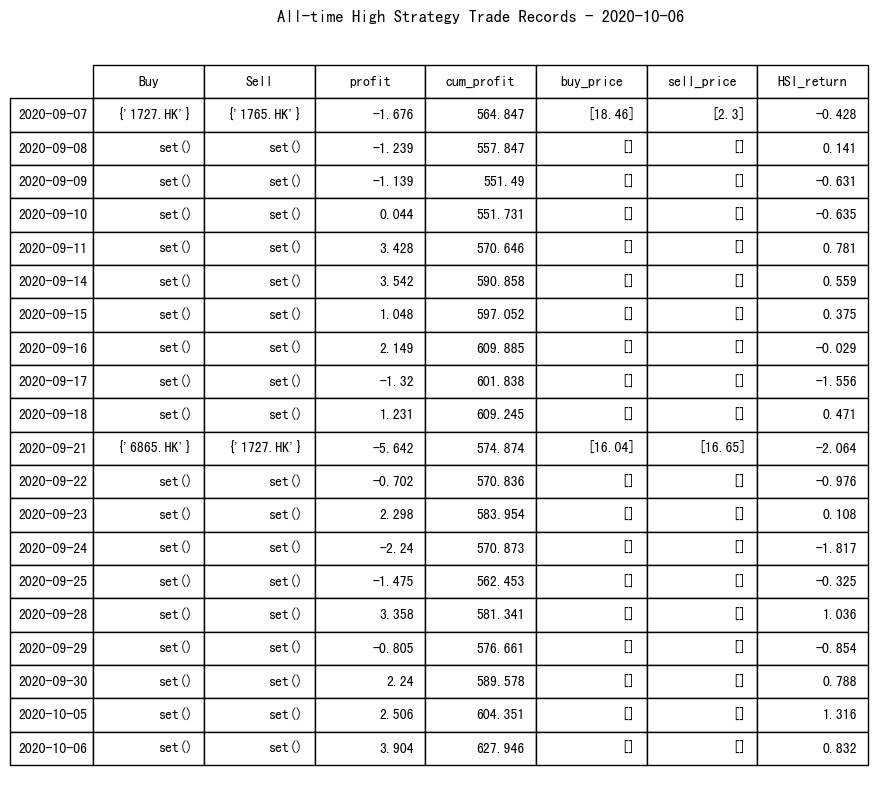 All-time High Strategy Trade Records - 2020-10-06
Buy Sell profit cum_profit buy_price sell_price HSI_return
2020-09-07 {'1727.HK'} {'1765.HK'} -1.676 564.847 [18.46] [2.3] -0.428
2020-09-08 set() set() -1.239 557.847 [] [] 0.141
2020-09-09 set() set() -1.139 551.49 [] [] -0.631
2020-09-10 set() set() 0.044 551.731 [] [] -0.635
2020-09-11 set() set() 3.428 570.646 [] [] 0.781
2020-09-14 set() set() 3.542 590.858 [] [] 0.559
2020-09-15 set() set() 1.048 597.052 [] [] 0.375
2020-09-16 set() set() 2.149 609.885 [] [] -0.029
2020-09-17 set() set() -1.32 601.838 [] [] -1.556
2020-09-18 set() set() 1.231 609.245 [] [] 0.471
2020-09-21 {'6865.HK'} {'1727.HK'} -5.642 574.874 [16.04] [16.65] -2.064
2020-09-22 set() set() -0.702 570.836 [] [] -0.976
2020-09-23 set() set() 2.298 583.954 [] [] 0.108
2020-09-24 set() set() -2.24 570.873 [] [] -1.817
2020-09-25 set() set() -1.475 562.453 [] [] -0.325
2020-09-28 set() set() 3.358 581.341 [] [] 1.036
2020-09-29 set() set() -0.805 576.661 [] [] -0.854
2020-09-30 set() set() 2.24 589.578 [] [] 0.788
2020-10-05 set() set() 2.506 604.351 [] [] 1.316
2020-10-06 set() set() 3.904 627.946 [] [] 0.832